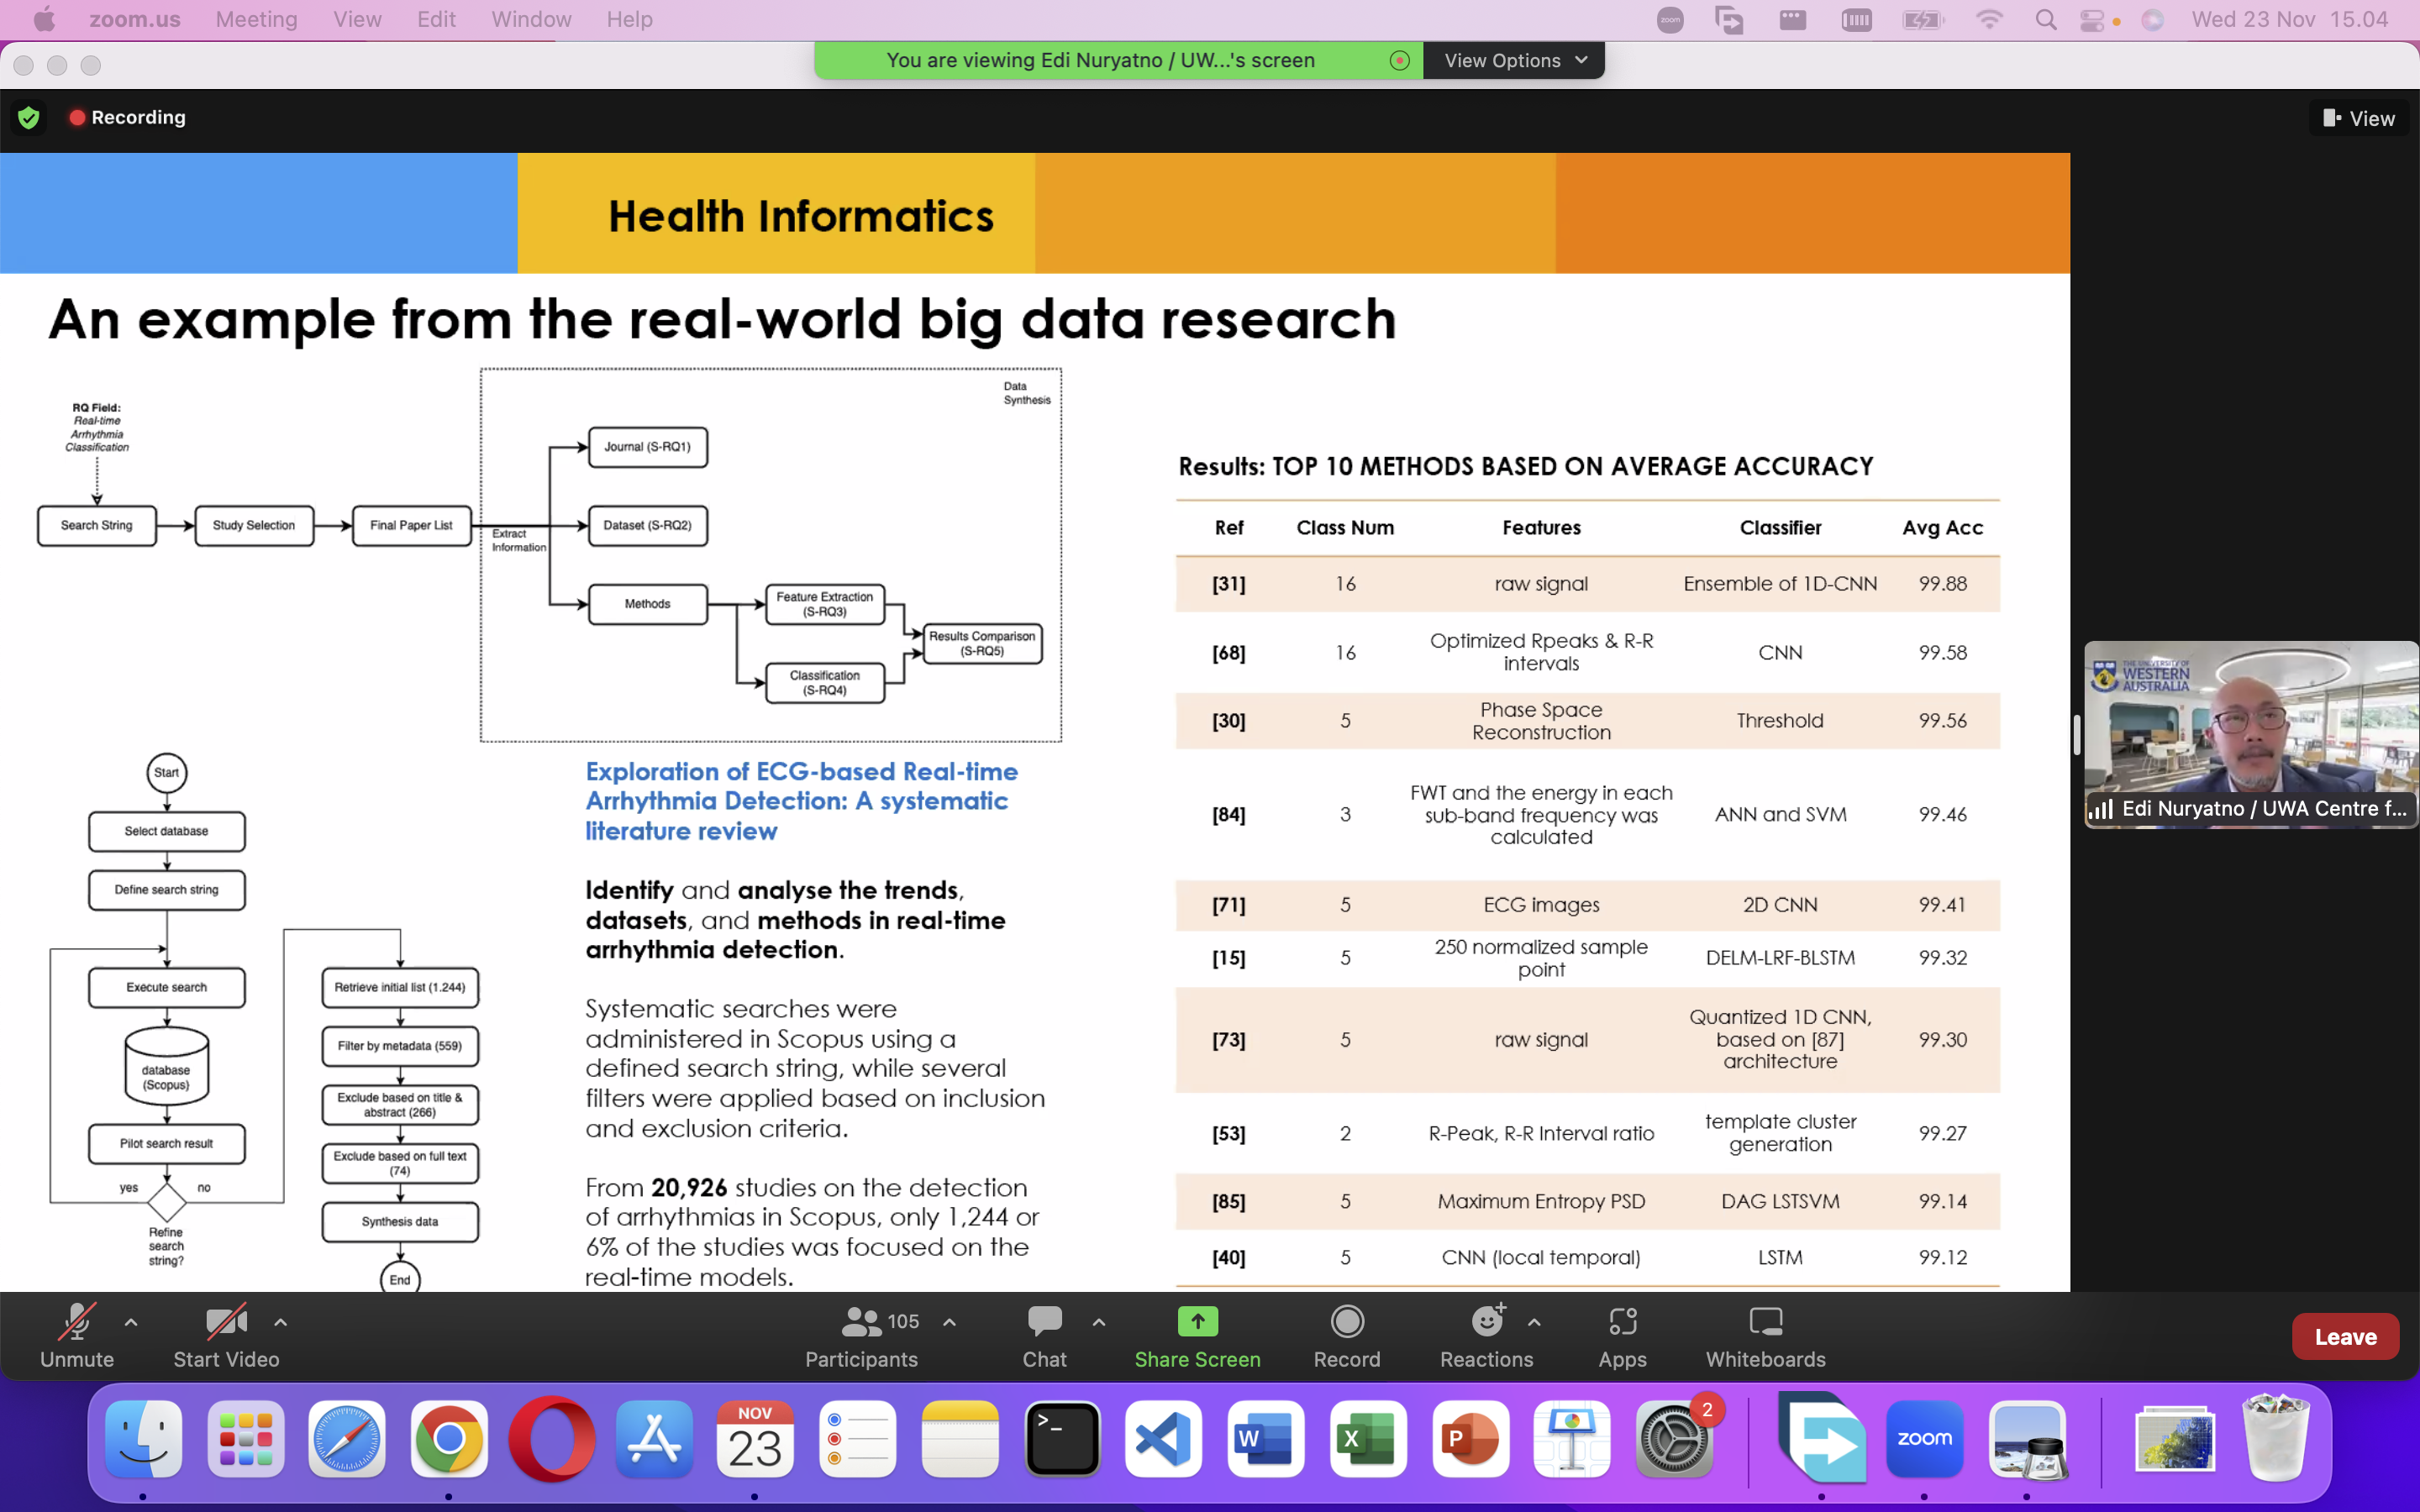 zoom.us Meeting View Edit Window Help
zoom
Wed 23 Nov 15.04
You are viewing Edi Nuryatno / UW...'s screen
View Options
Recording
View
Health Informatics
An example from the real-world big data research
Data
Synthesis
RQ Field:
Real-time
Arrhythmia
Classification
Search String
Study Selection
Final Paper List
Extract
Information
Journal (S-RQ1)
Dataset (S-RQ2)
Methods
Feature Extraction
(S-RQ3)
Classification
(S-RQ4)
Results Comparison
(S-RQ5)
Start
Select database
Define search string
Execute search
database
(Scopus)
Pilot search result
yes
no
Refine
search
string?
Retrieve initial list (1.244)
Filter by metadata (559)
Exclude based on title &
abstract (266)
Exclude based on full text
(74)
Synthesis data
End
Exploration of ECG-based Real-time
Arrhythmia Detection: A systematic
literature review
Identify and analyse the trends,
datasets, and methods in real-time
arrhythmia detection.
Systematic searches were
administered in Scopus using a
defined search string, while several
filters were applied based on inclusion
and exclusion criteria.
From 20,926 studies on the detection
of arrhythmias in Scopus, only 1,244 or
6% of the studies was focused on the
real-time models.
Results: TOP 10 METHODS BASED ON AVERAGE ACCURACY
Ref Class Num Features Classifier Avg Acc
[31] 16 raw signal Ensemble of 1D-CNN 99.88
[68] 16 Optimized Rpeaks & R-R
intervals CNN 99.58
[30] 5 Phase Space
Reconstruction Threshold 99.56
[84] 3 FWT and the energy in each
sub-band frequency was
calculated ANN and SVM 99.46
[71] 5 ECG images 2D CNN 99.41
[15] 5 250 normalized sample
point DELM-LRF-BLSTM 99.32
[73] 5 raw signal Quantized 1D CNN,
based on [87]
architecture 99.30
[53] 2 R-Peak, R-R Interval ratio template cluster
generation 99.27
[85] 5 Maximum Entropy PSD DAG LSTSVM 99.14
[40] 5 CNN (local temporal) LSTM 99.12
THE UNIVERSITY OF
WESTERN
AUSTRALIA
Edi Nuryatno / UWA Centre f...
Unmute
Start Video
105
Participants
Chat
Share Screen
Record
Reactions
Apps
Whiteboards
Leave
NOV
23
>_
W
X
P
2
zoom